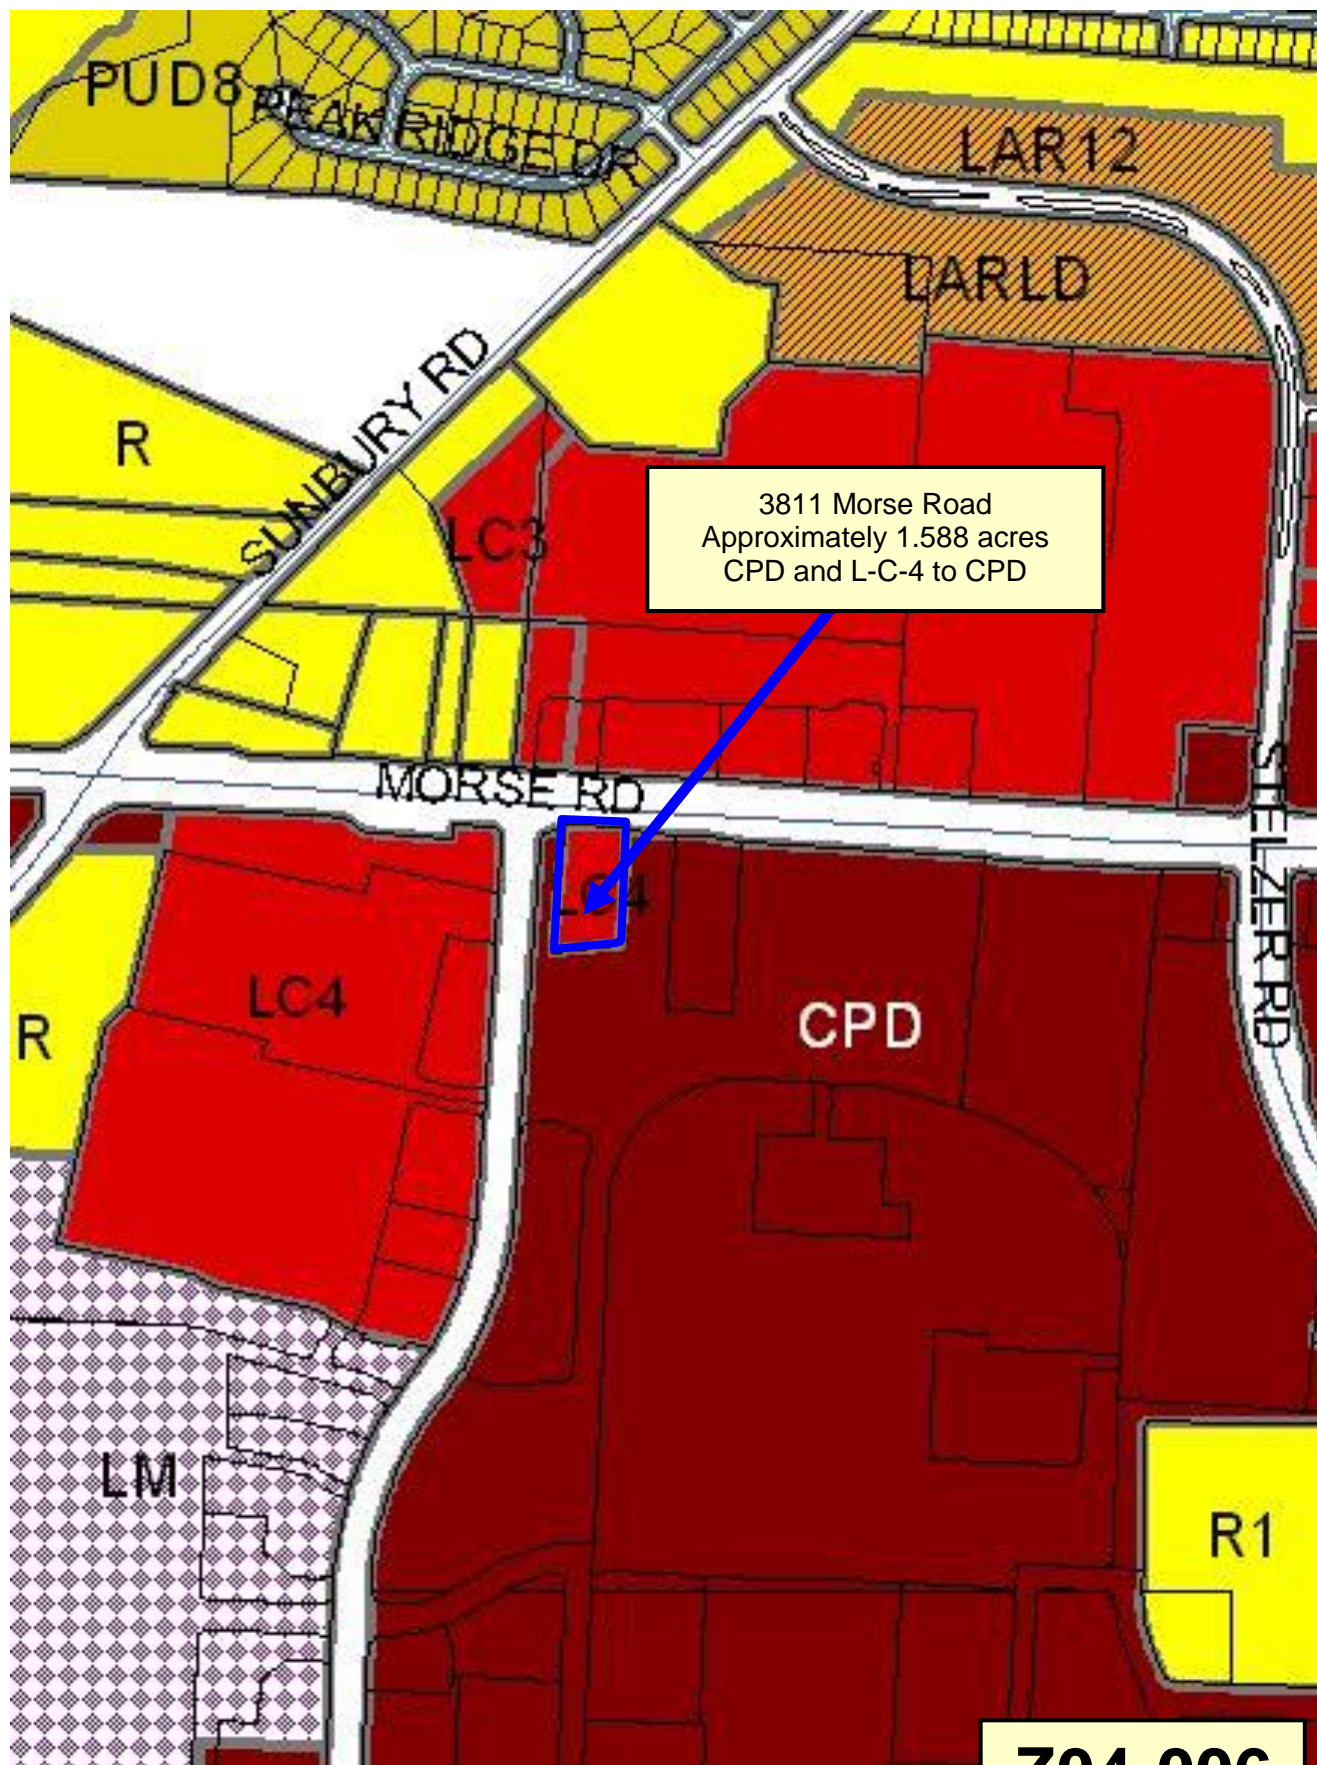 PUD8
PEAK RIDGE DR
LAR12
LARLD
SUNBURY RD
R
3811 Morse Road
Approximately 1.588 acres
CPD and L-C-4 to CPD
LC3
MORSE RD
STELZER RD
LC4
LC4
R
CPD
LM
R1